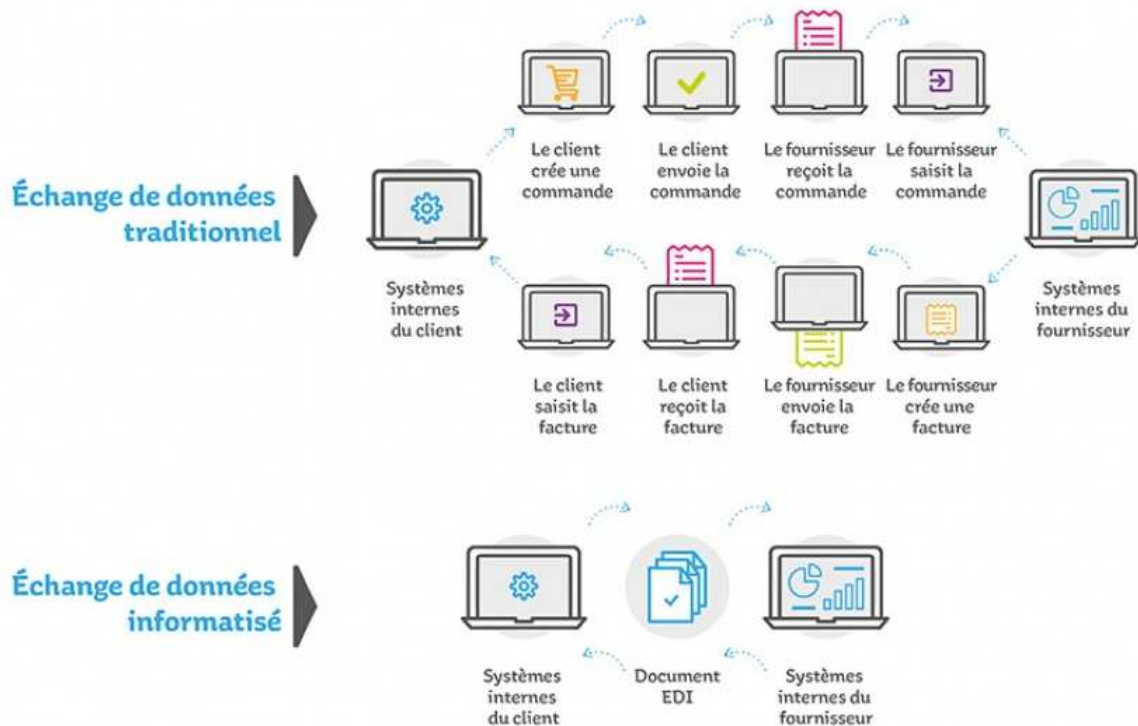 Le client
crée une
commande
Le client
envoie la
commande
Le fournisseur
reçoit la
commande
Le fournisseur
saisit la
commande
Échange de données
traditionnel
Systèmes
internes
du client
Systèmes
internes du
fournisseur
Le client
saisit la
facture
Le client
reçoit la
facture
Le fournisseur
envoie la
facture
Le fournisseur
crée une
facture
Échange de données
informatisé
Systèmes
internes
du client
Document
EDI
Systèmes
internes du
fournisseur